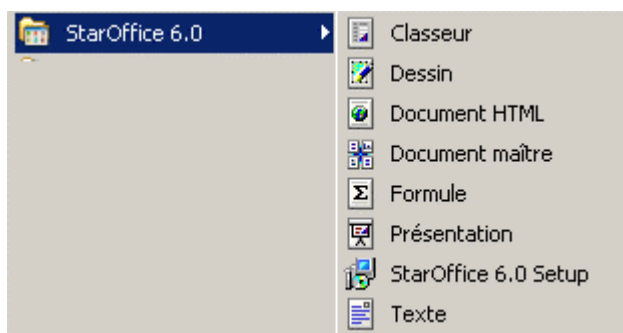 StarOffice 6.0
Classeur
Dessin
Document HTML
Document maître
Formule
Présentation
StarOffice 6.0 Setup
Texte